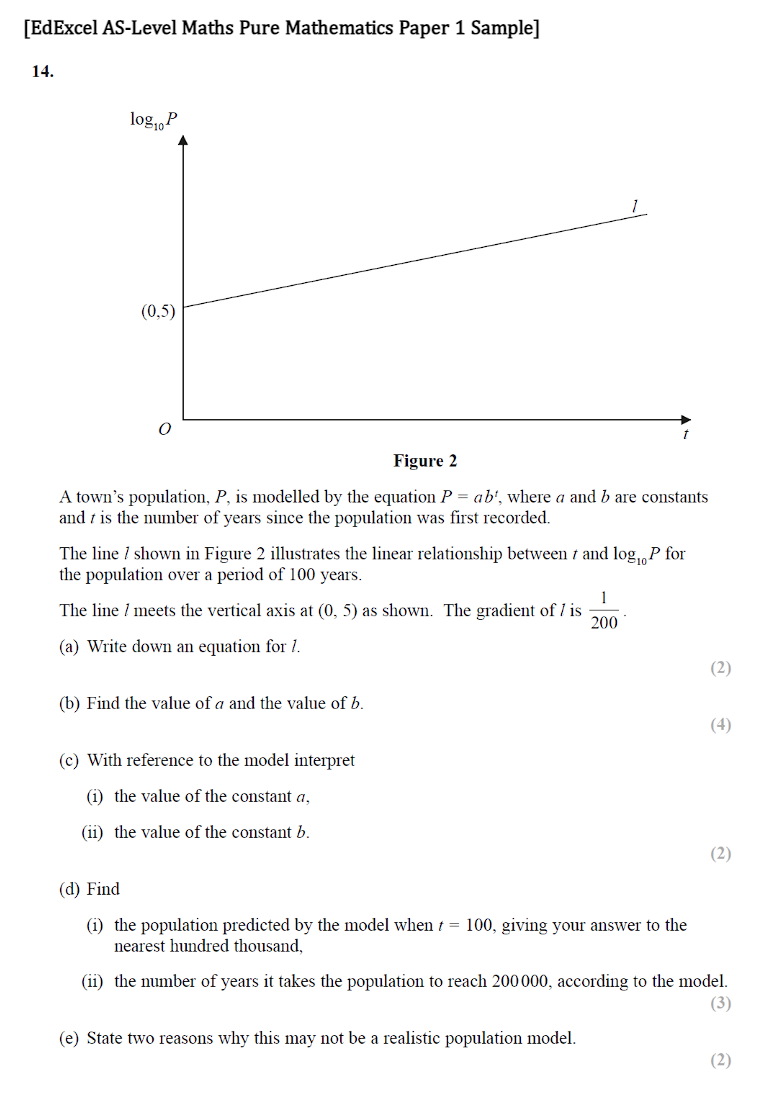 [EdExcel AS-Level Maths Pure Mathematics Paper 1 Sample]
14.
log₁₀P
l
(0,5)
O
t
Figure 2
A town's population, P, is modelled by the equation P = abᵗ, where a and b are constants
and t is the number of years since the population was first recorded.
The line l shown in Figure 2 illustrates the linear relationship between t and log₁₀P for
the population over a period of 100 years.
The line l meets the vertical axis at (0, 5) as shown. The gradient of l is 1/200.
(a) Write down an equation for l.
(2)
(b) Find the value of a and the value of b.
(4)
(c) With reference to the model interpret
(i) the value of the constant a,
(ii) the value of the constant b.
(2)
(d) Find
(i) the population predicted by the model when t = 100, giving your answer to the
nearest hundred thousand,
(ii) the number of years it takes the population to reach 200000, according to the model.
(3)
(e) State two reasons why this may not be a realistic population model.
(2)